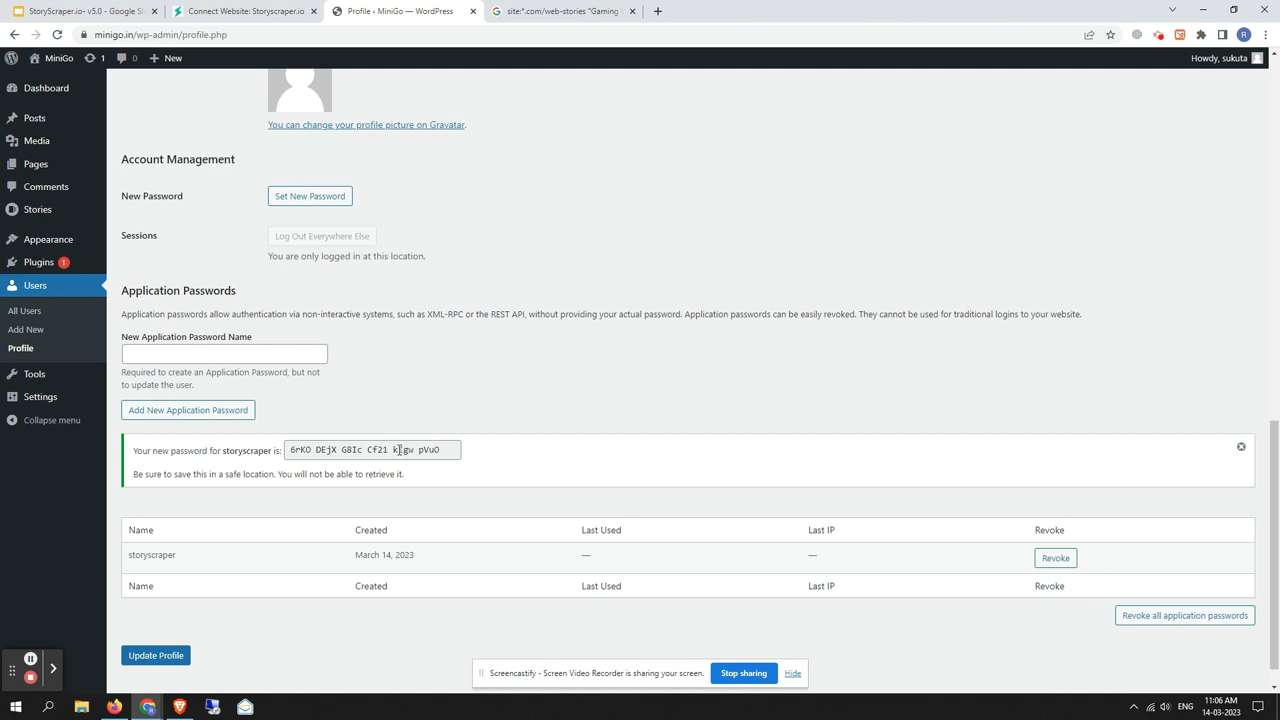 StoryScraper.io- v5.0 - Google Sl
Connect Website: Storyscraper.io
Profile ‹ MiniGo — WordPress
site:*.com/web-stories "Gaming
minigo.in/wp-admin/profile.php
R
MiniGo
1
0
New
Howdy, sukuta
Dashboard
Posts
Media
Pages
Comments
Stories
Appearance
Plugins 1
Users
All Users
Add New
Profile
Tools
Settings
Collapse menu
You can change your profile picture on Gravatar.
Account Management
New Password
Set New Password
Sessions
Log Out Everywhere Else
You are only logged in at this location.
Application Passwords
Application passwords allow authentication via non-interactive systems, such as XML-RPC or the REST API, without providing your actual password. Application passwords can be easily revoked. They cannot be used for traditional logins to your website.
New Application Password Name
Required to create an Application Password, but not
to update the user.
Add New Application Password
Your new password for storyscraper is: 6rKO DEjX G8Ic Cf21 pVuO
Be sure to save this in a safe location. You will not be able to retrieve it.
Name Created Last Used Last IP Revoke
storyscraper March 14, 2023 — — Revoke
Name Created Last Used Last IP Revoke
Revoke all application passwords
Update Profile
Screencastify - Screen Video Recorder is sharing your screen.
Stop sharing
Hide
ENG
11:06 AM
14-03-2023